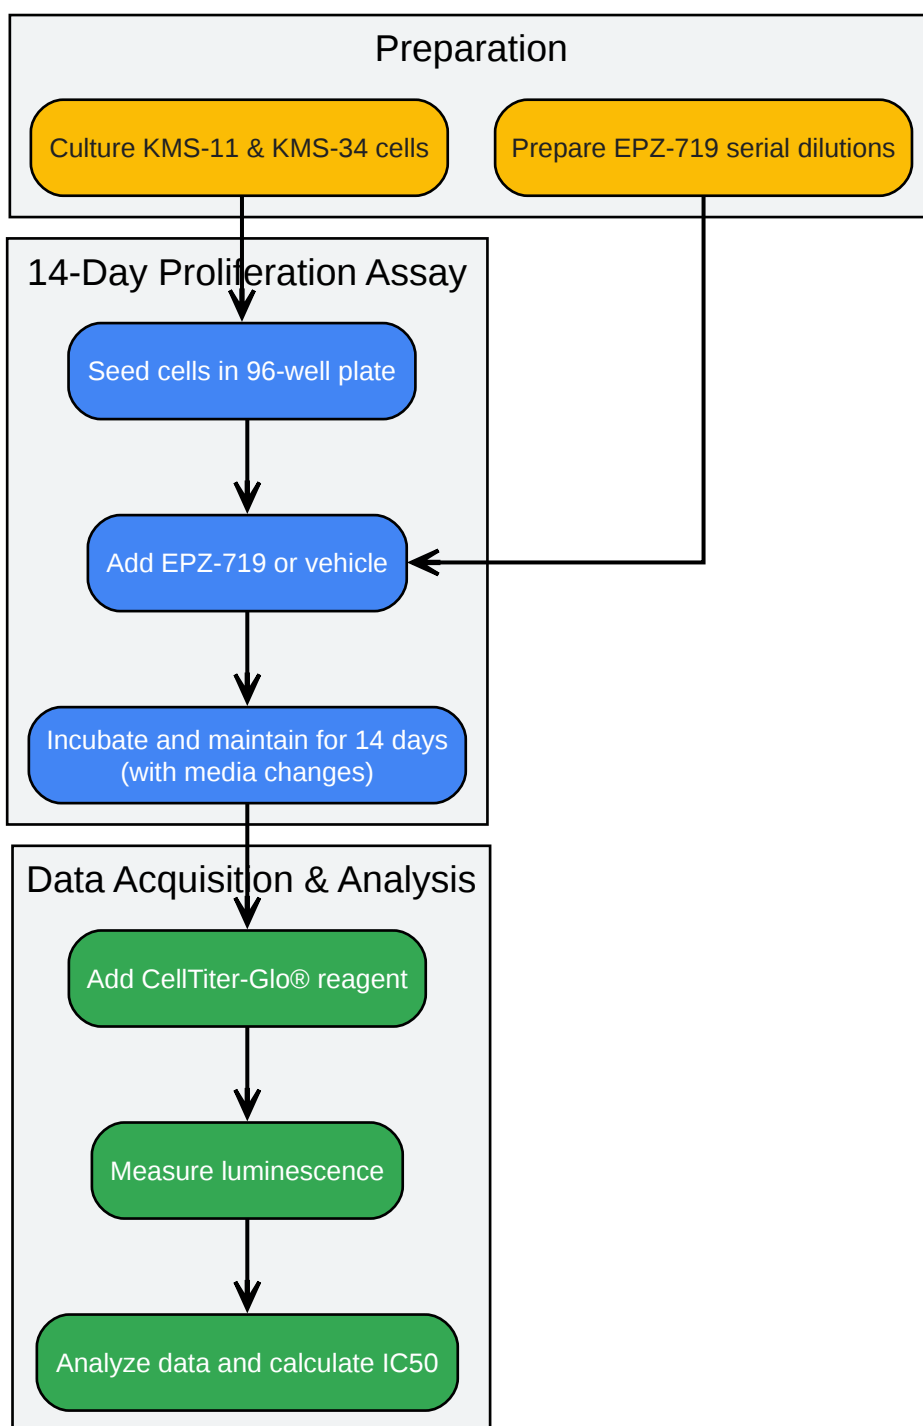 Preparation
Culture KMS-11 & KMS-34 cells
Prepare EPZ-719 serial dilutions
14-Day Proliferation Assay
Seed cells in 96-well plate
Add EPZ-719 or vehicle
Incubate and maintain for 14 days
(with media changes)
Data Acquisition & Analysis
Add CellTiter-Glo® reagent
Measure luminescence
Analyze data and calculate IC50